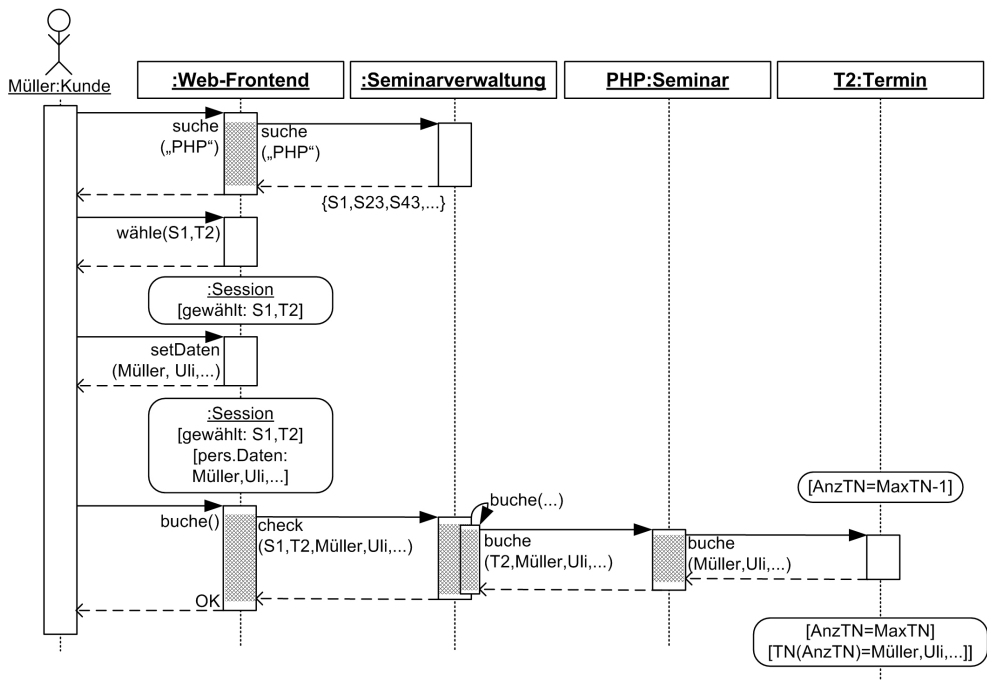 Müller:Kunde
:Web-Frontend
:Seminarverwaltung
PHP:Seminar
T2:Termin
suche
(„PHP“)
suche
(„PHP“)
{S1,S23,S43,...}
wähle(S1,T2)
:Session
[gewählt: S1,T2]
setDaten
(Müller, Uli,...)
:Session
[gewählt: S1,T2]
[pers.Daten:
Müller,Uli,...]
[AnzTN=MaxTN-1]
buche()
check
(S1,T2,Müller,Uli,...)
buche(...)
buche
(T2,Müller,Uli,...)
buche
(Müller,Uli,...)
OK
[AnzTN=MaxTN]
[TN(AnzTN)=Müller,Uli,...]]